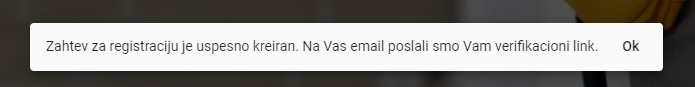 Zahtev za registraciju je uspesno kreiran. Na Vas email poslali smo Vam verifikacioni link. Ok